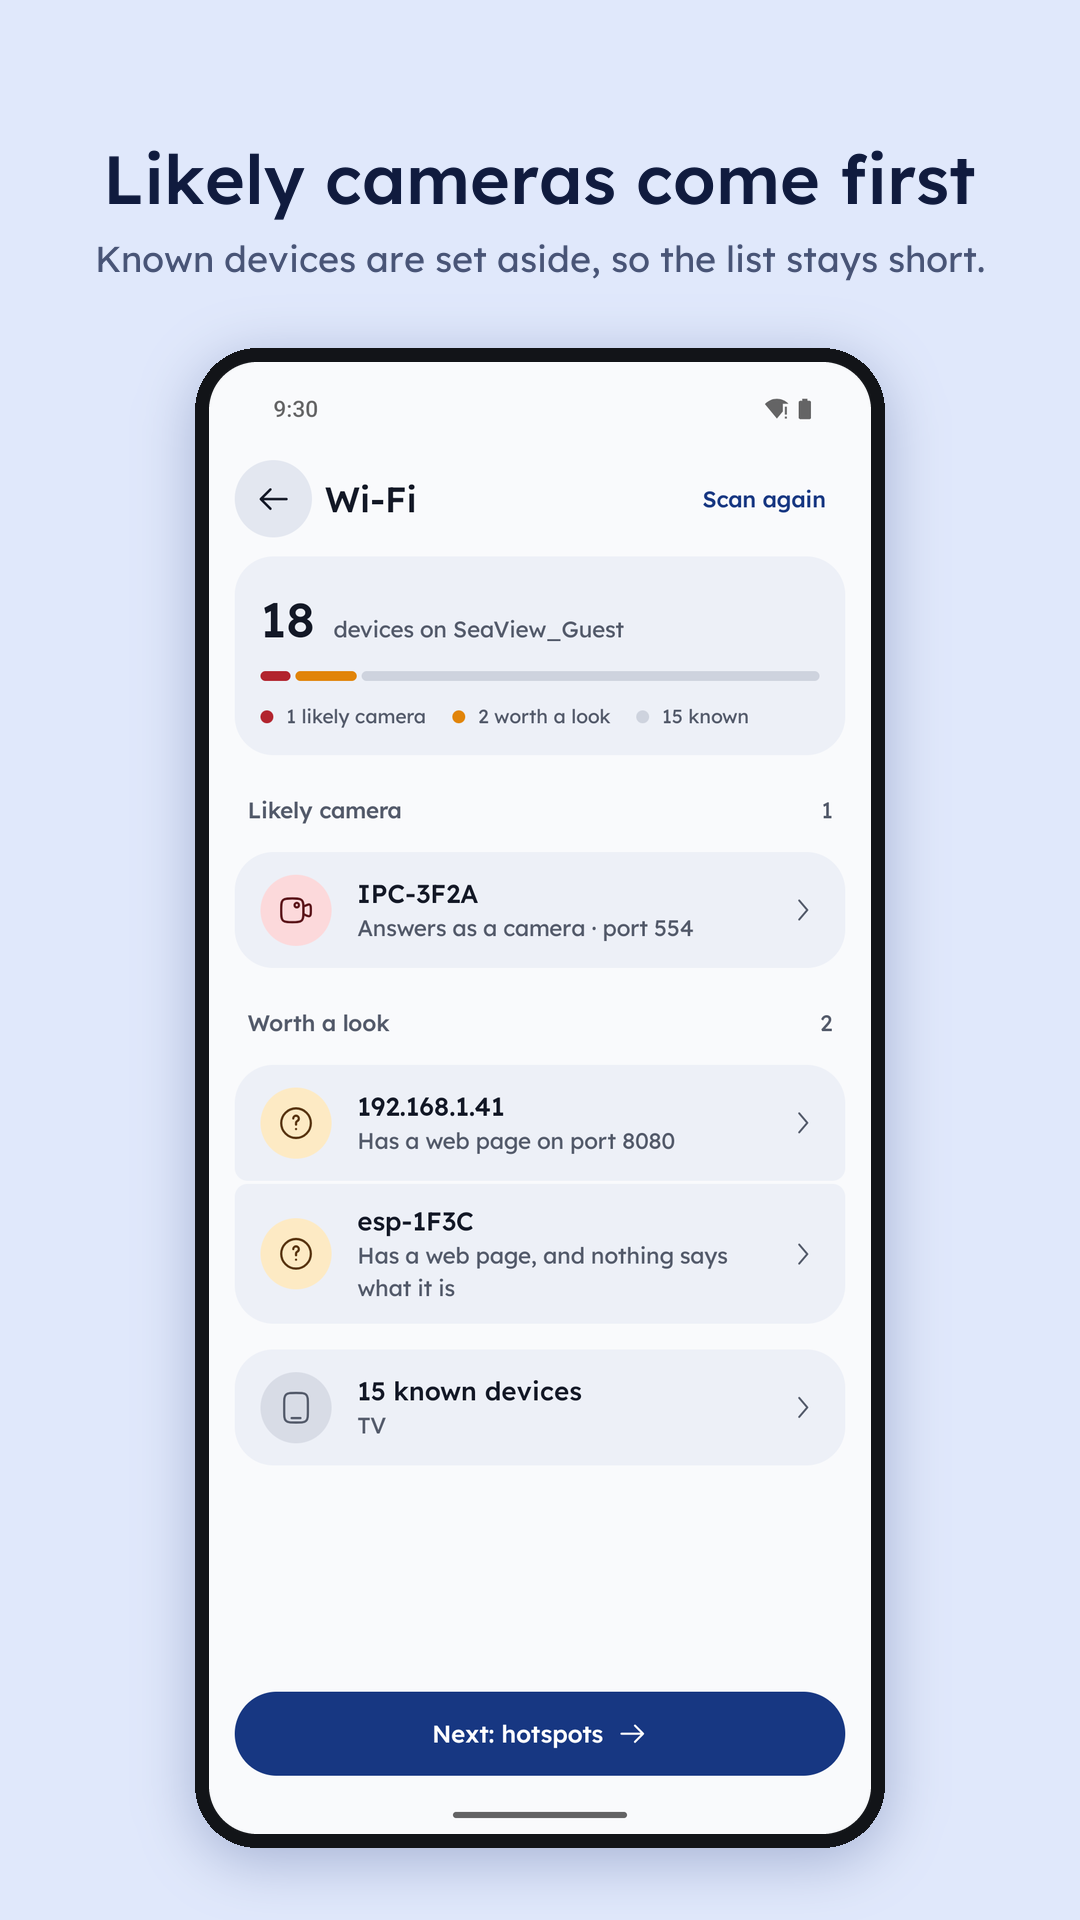 Likely cameras come first
Known devices are set aside, so the list stays short.
9:30
Wi-Fi
Scan again
18 devices on SeaView_Guest
1 likely camera 2 worth a look 15 known
Likely camera 1
IPC-3F2A
Answers as a camera · port 554
Worth a look 2
192.168.1.41
Has a web page on port 8080
esp-1F3C
Has a web page, and nothing says
what it is
15 known devices
TV
Next: hotspots